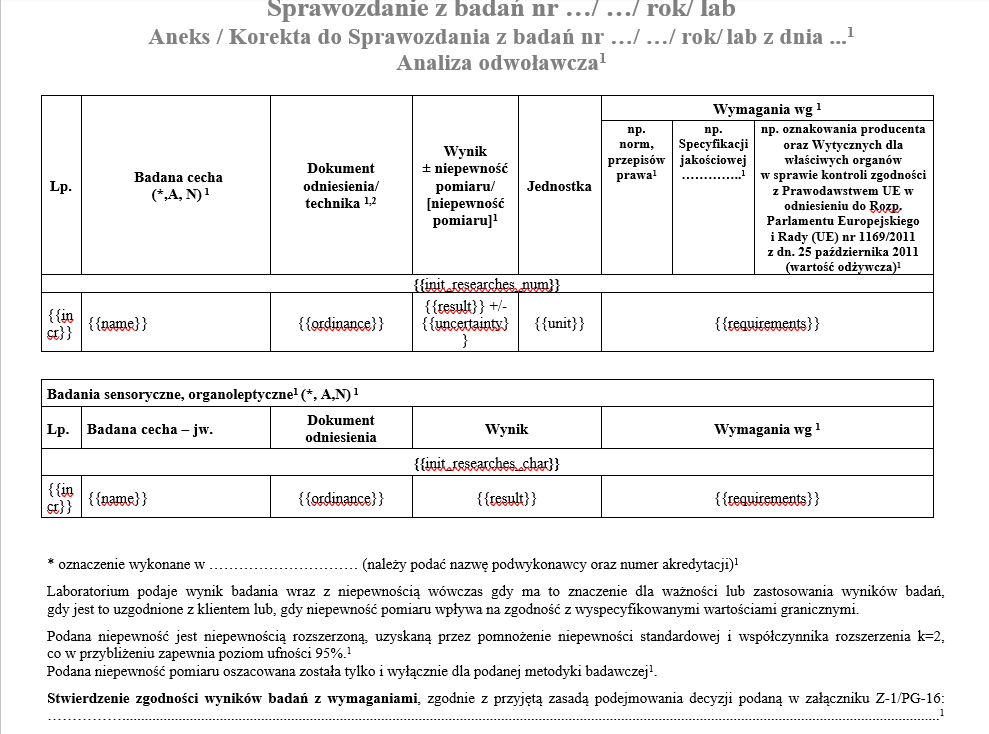 Sprawozdanie z badań nr …/ …/ rok/ lab
Aneks / Korekta do Sprawozdania z badań nr …/ …/ rok/ lab z dnia ...1
Analiza odwoławcza1
Lp.
Badana cecha
(*,A, N) 1
Dokument
odniesienia/
technika 1,2
Wynik
± niepewność
pomiaru/
[niepewność
pomiaru]1
Jednostka
Wymagania wg 1
np.
norm,
przepisów
prawa1
np.
Specyfikacji
jakościowej
…………..1
np. oznakowania producenta
oraz Wytycznych dla
właściwych organów
w sprawie kontroli zgodności
z Prawodawstwem UE w
odniesieniu do Rozp.
Parlamentu Europejskiego
i Rady (UE) nr 1169/2011
z dn. 25 października 2011
(wartość odżywcza)1
{{init_researches_num}}
{{in
cr}}
{{name}}
{{ordinance}}
{{result}} +/-
{{uncertainty}
}
{{unit}}
{{requirements}}
Badania sensoryczne, organoleptyczne1 (*, A,N) 1
Lp.
Badana cecha – jw.
Dokument
odniesienia
Wynik
Wymagania wg 1
{{init_researches_char}}
{{in
cr}}
{{name}}
{{ordinance}}
{{result}}
{{requirements}}
* oznaczenie wykonane w ………………………… (należy podać nazwę podwykonawcy oraz numer akredytacji)1
Laboratorium podaje wynik badania wraz z niepewnością wówczas gdy ma to znaczenie dla ważności lub zastosowania wyników badań,
gdy jest to uzgodnione z klientem lub, gdy niepewność pomiaru wpływa na zgodność z wyspecyfikowanymi wartościami granicznymi.
Podana niepewność jest niepewnością rozszerzoną, uzyskaną przez pomnożenie niepewności standardowej i współczynnika rozszerzenia k=2,
co w przybliżeniu zapewnia poziom ufności 95%.1
Podana niepewność pomiaru oszacowana została tylko i wyłącznie dla podanej metodyki badawczej1.
Stwierdzenie zgodności wyników badań z wymaganiami, zgodnie z przyjętą zasadą podejmowania decyzji podaną w załączniku Z-1/PG-16:
……………....................................................................................................................................................................1